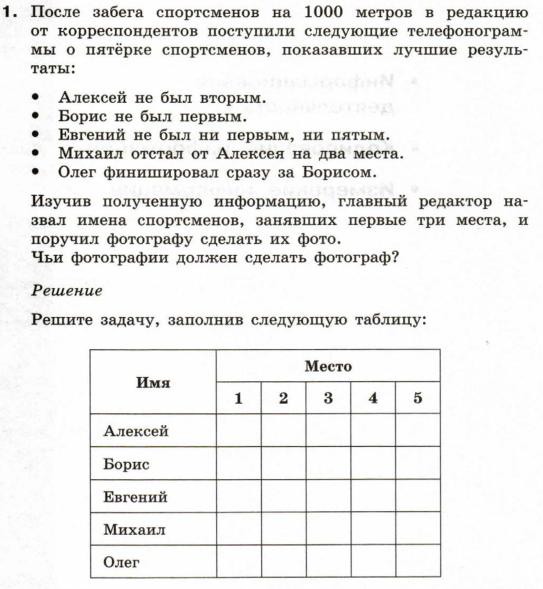 1. После забега спортсменов на 1000 метров в редакцию
от корреспондентов поступили следующие телефонограм-
мы о пятёрке спортсменов, показавших лучшие резуль-
таты:
• Алексей не был вторым.
• Борис не был первым.
• Евгений не был ни первым, ни пятым.
• Михаил отстал от Алексея на два места.
• Олег финишировал сразу за Борисом.
Изучив полученную информацию, главный редактор на-
звал имена спортсменов, занявших первые три места, и
поручил фотографу сделать их фото.
Чьи фотографии должен сделать фотограф?
Решение
Решите задачу, заполнив следующую таблицу:
Имя Место
1 2 3 4 5
Алексей
Борис
Евгений
Михаил
Олег